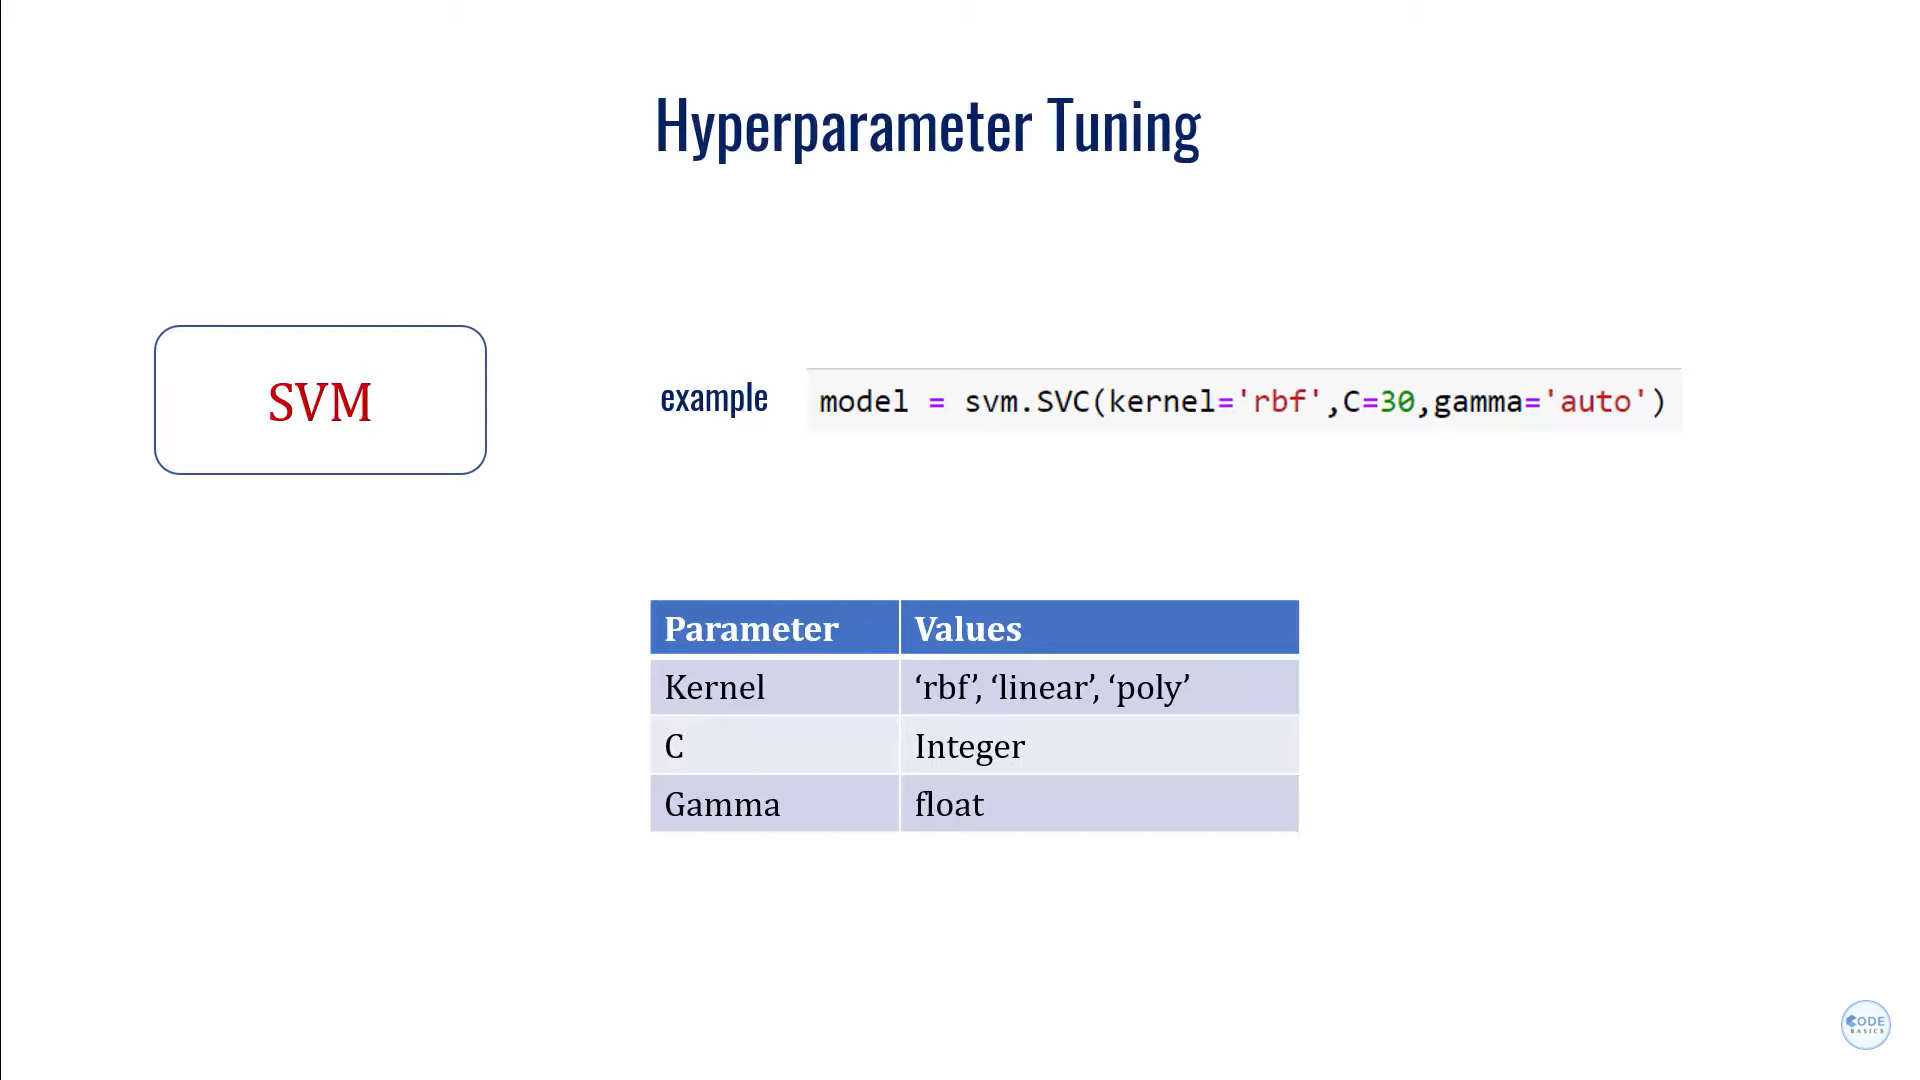 Hyperparameter Tuning
SVM
example
model = svm.SVC(kernel='rbf',C=30,gamma='auto')
Parameter Values
Kernel ‘rbf’, ‘linear’, ‘poly’
C Integer
Gamma float
CODE
BASICS